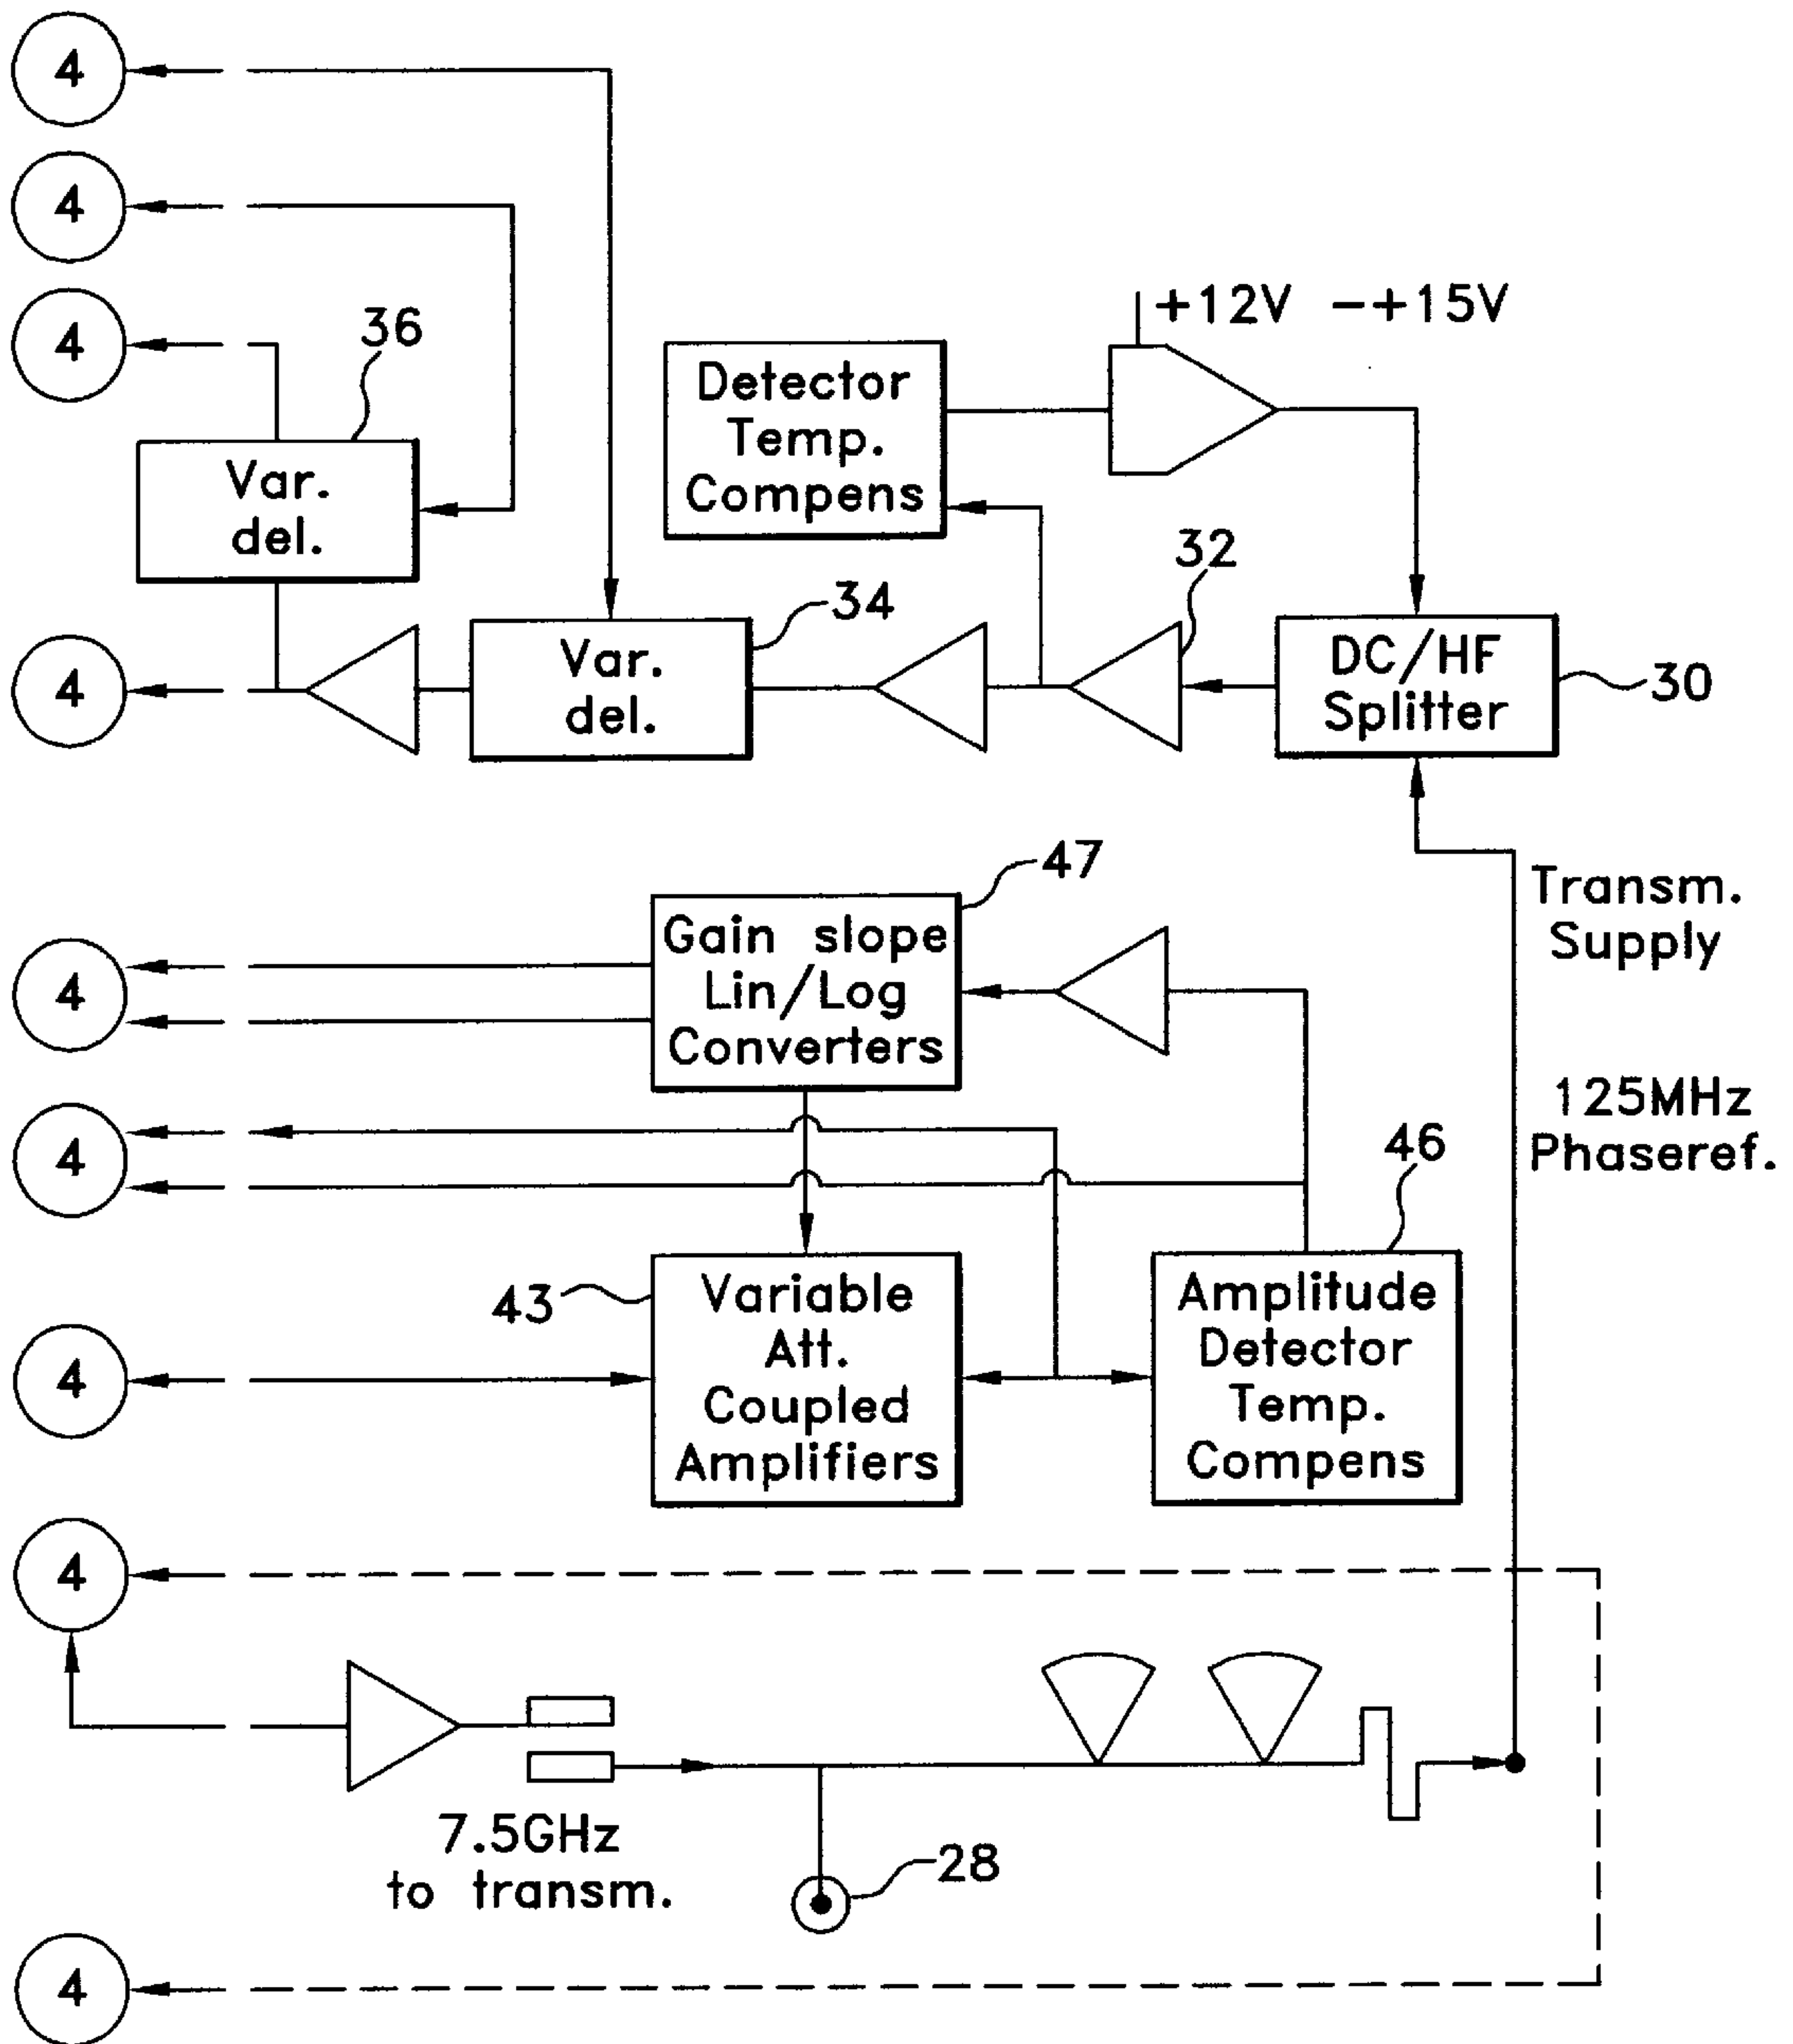 4
4
4
36
+12V -+15V
Detector
Temp.
Compens
Var.
del.
32
34
4
Var.
del.
DC/HF
Splitter
30
47
Transm.
Supply
4
Gain slope
Lin/Log
Converters
125MHz
Phaseref.
4
46
43
Variable
Att.
Coupled
Amplifiers
Amplitude
Detector
Temp.
Compens
4
4
7.5GHz
to transm.
28
4